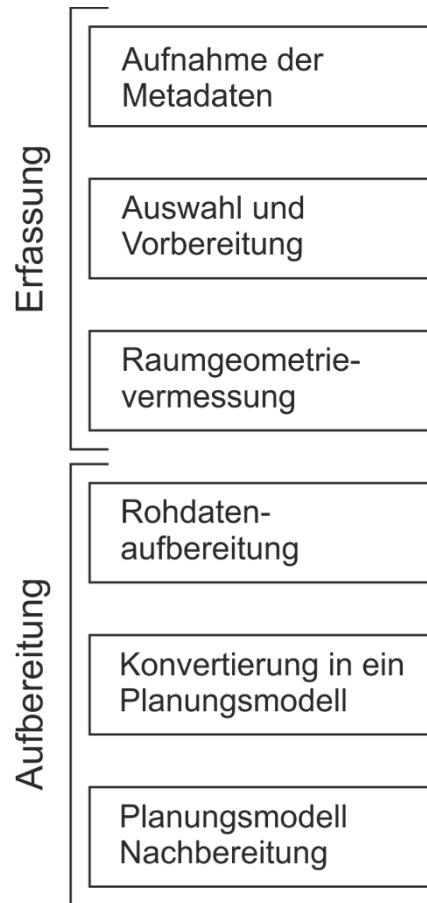 Erfassung
Aufnahme der
Metadaten
Auswahl und
Vorbereitung
Raumgeometrie-
vermessung
Aufbereitung
Rohdaten-
aufbereitung
Konvertierung in ein
Planungsmodell
Planungsmodell
Nachbereitung